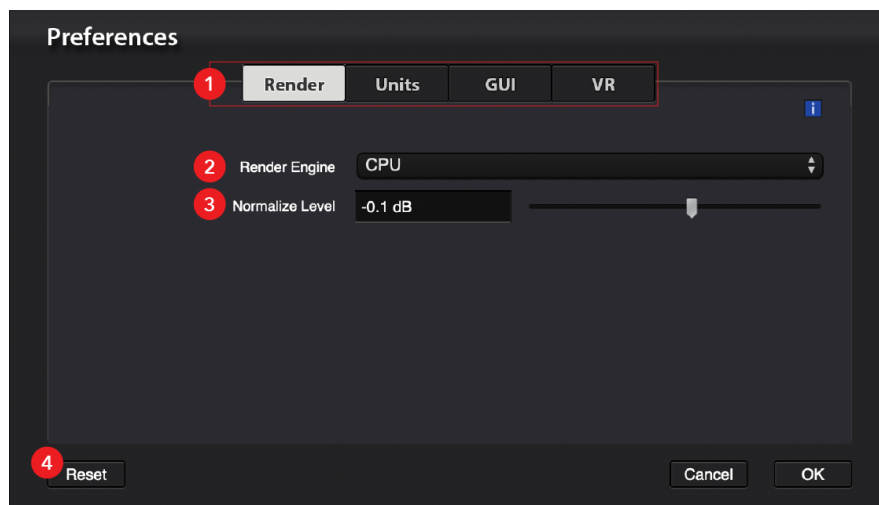 Preferences
1 Render Units GUI VR
i
2 Render Engine CPU
3 Normalize Level -0.1 dB
4 Reset Cancel OK